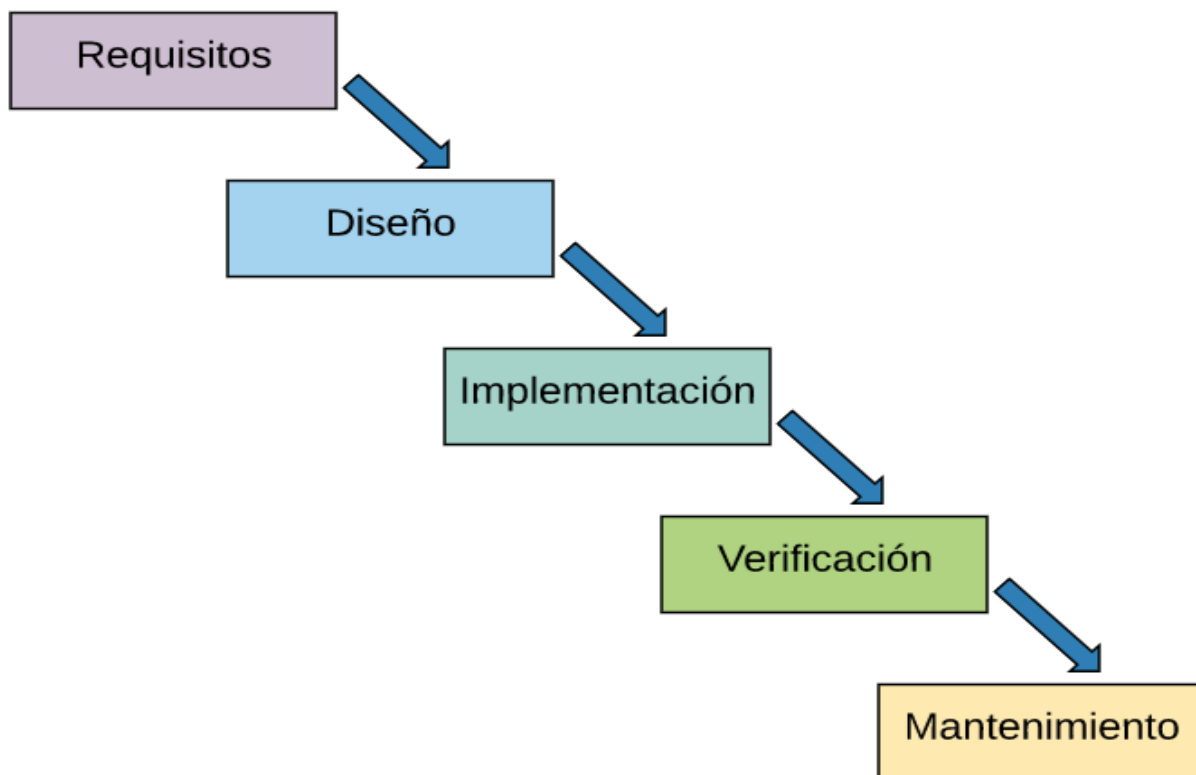 Requisitos
Diseño
Implementación
Verificación
Mantenimiento